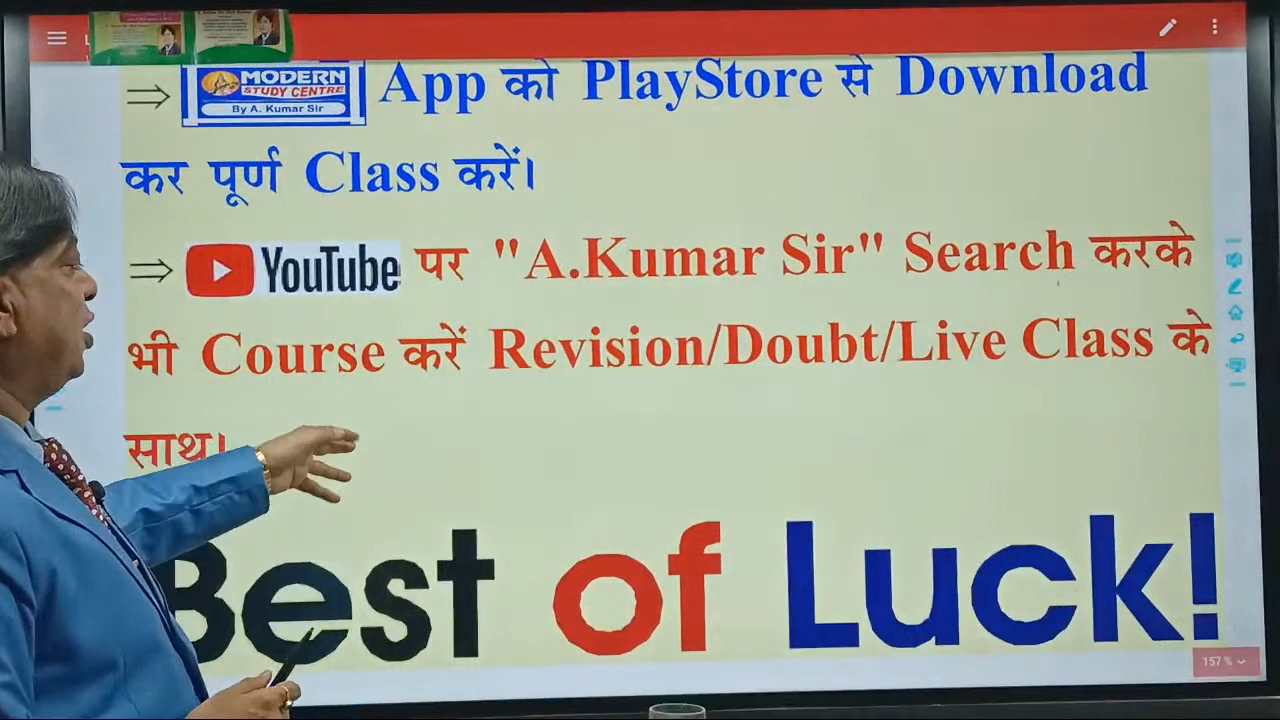 ⇒ MODERN STUDY CENTRE By A. Kumar Sir App को PlayStore से Download
कर पूर्ण Class करें।
⇒ YouTube पर "A.Kumar Sir" Search करके
भी Course करें Revision/Doubt/Live Class के
साथ।
Best of Luck!
157 %